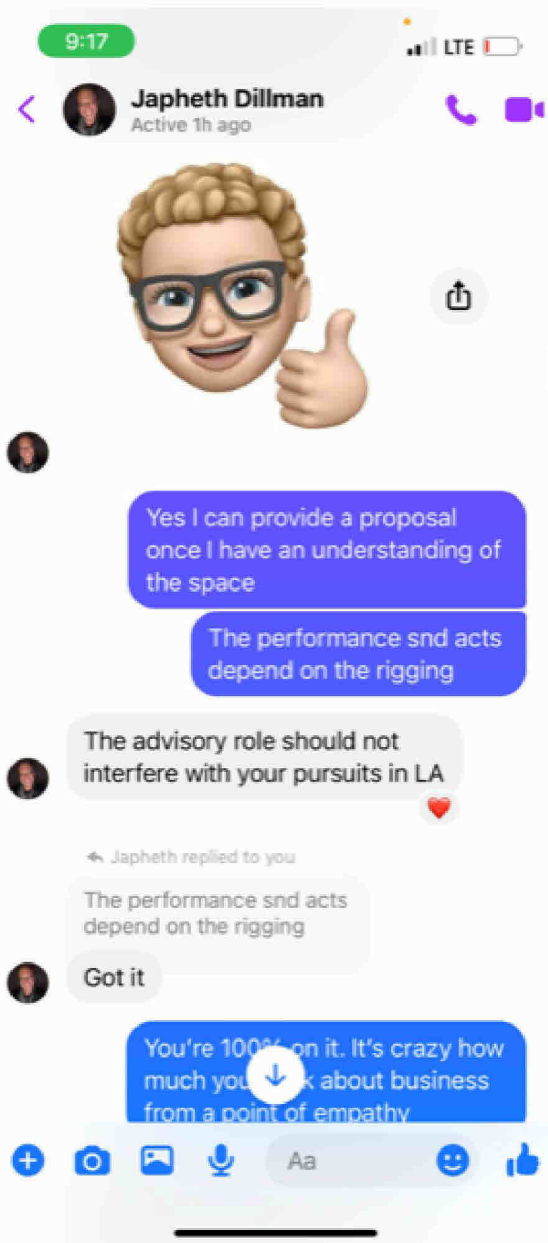 9:17
LTE
Japheth Dillman
Active 1h ago
Yes I can provide a proposal
once I have an understanding of
the space
The performance snd acts
depend on the rigging
The advisory role should not
interfere with your pursuits in LA
Japheth replied to you
The performance snd acts
depend on the rigging
Got it
You're 100% on it. It's crazy how
much you about business
from a point of empathy
Aa